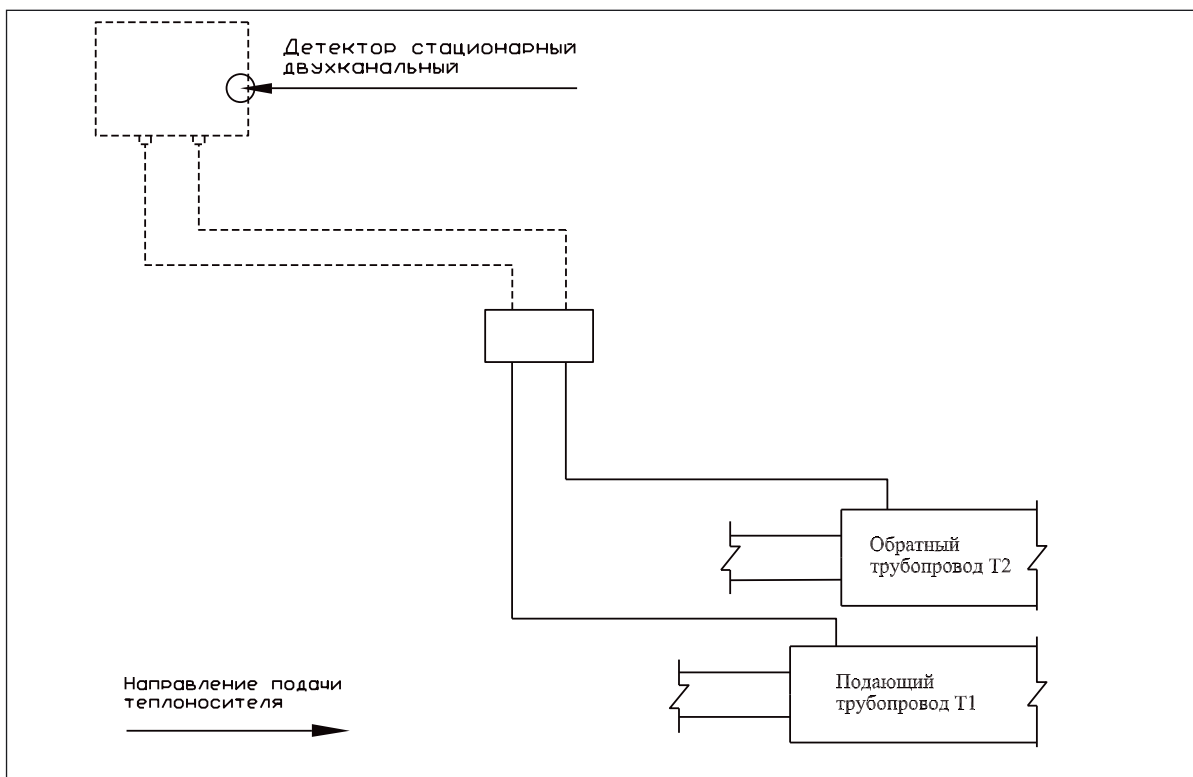 Детектор стационарный
двухканальный
Обратный
трубопровод Т2
Подающий
трубопровод Т1
Направление подачи
теплоносителя